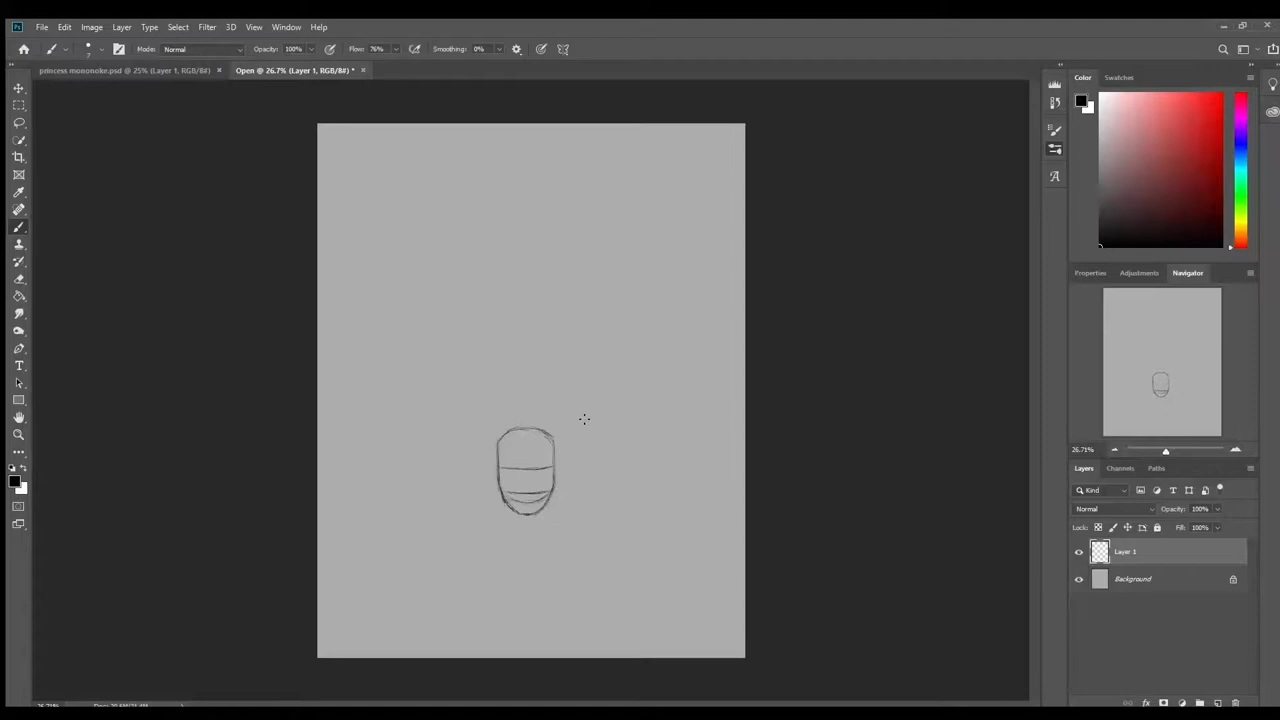 Ps File Edit Image Layer Type Select Filter 3D View Window Help
7 Mode: Normal Opacity: 100% Flow: 76% Smoothing: 0%
princess mononoke.psd @ 25% (Layer 1, RGB/8#) × Open @ 26.7% (Layer 1, RGB/8#) * ×
Color Swatches
Properties Adjustments Navigator
26.71%
Layers Channels Paths
Kind
Normal Opacity: 100%
Lock: Fill: 100%
Layer 1
Background